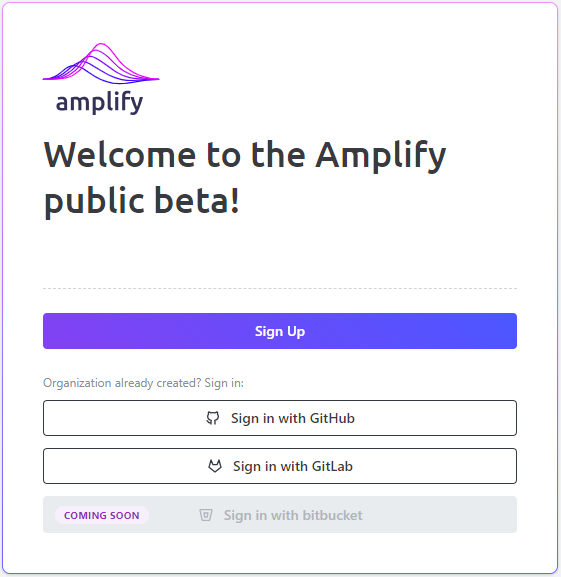 amplify
Welcome to the Amplify
public beta!
Sign Up
Organization already created? Sign in:
Sign in with GitHub
Sign in with GitLab
COMING SOON Sign in with bitbucket